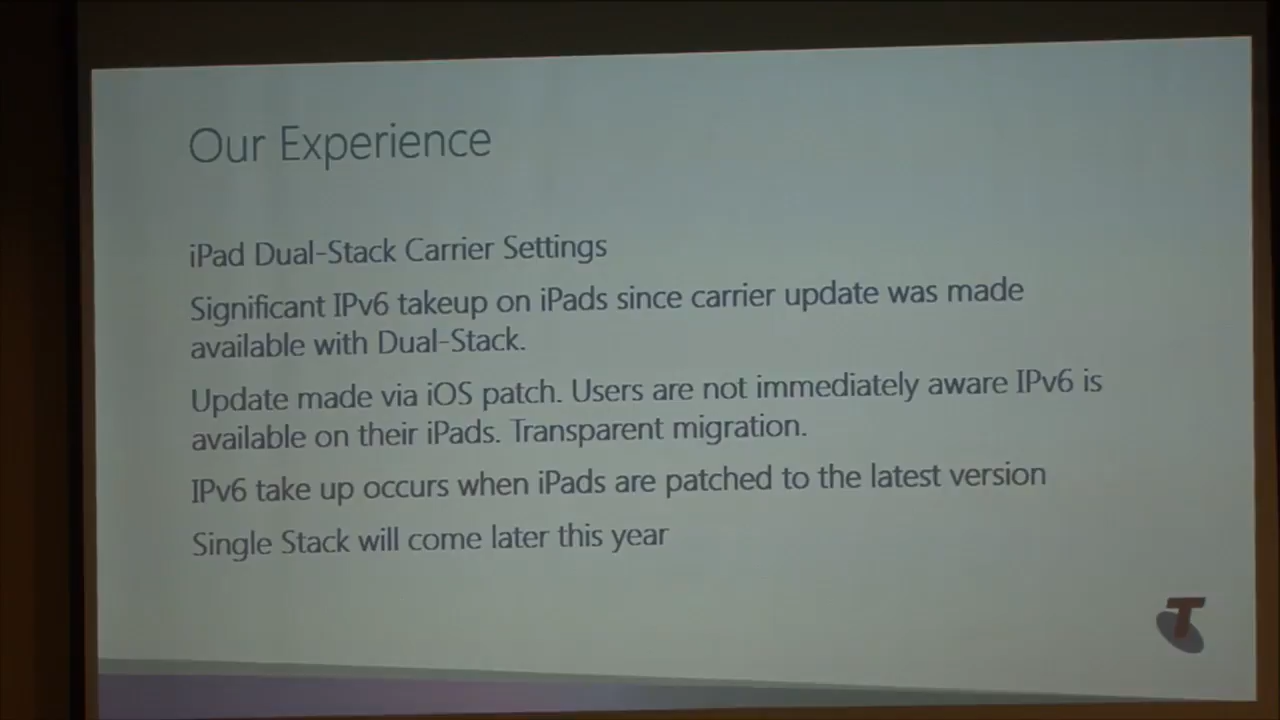 Our Experience
iPad Dual-Stack Carrier Settings
Significant IPv6 takeup on iPads since carrier update was made
available with Dual-Stack.
Update made via iOS patch. Users are not immediately aware IPv6 is
available on their iPads. Transparent migration.
IPv6 take up occurs when iPads are patched to the latest version
Single Stack will come later this year
T